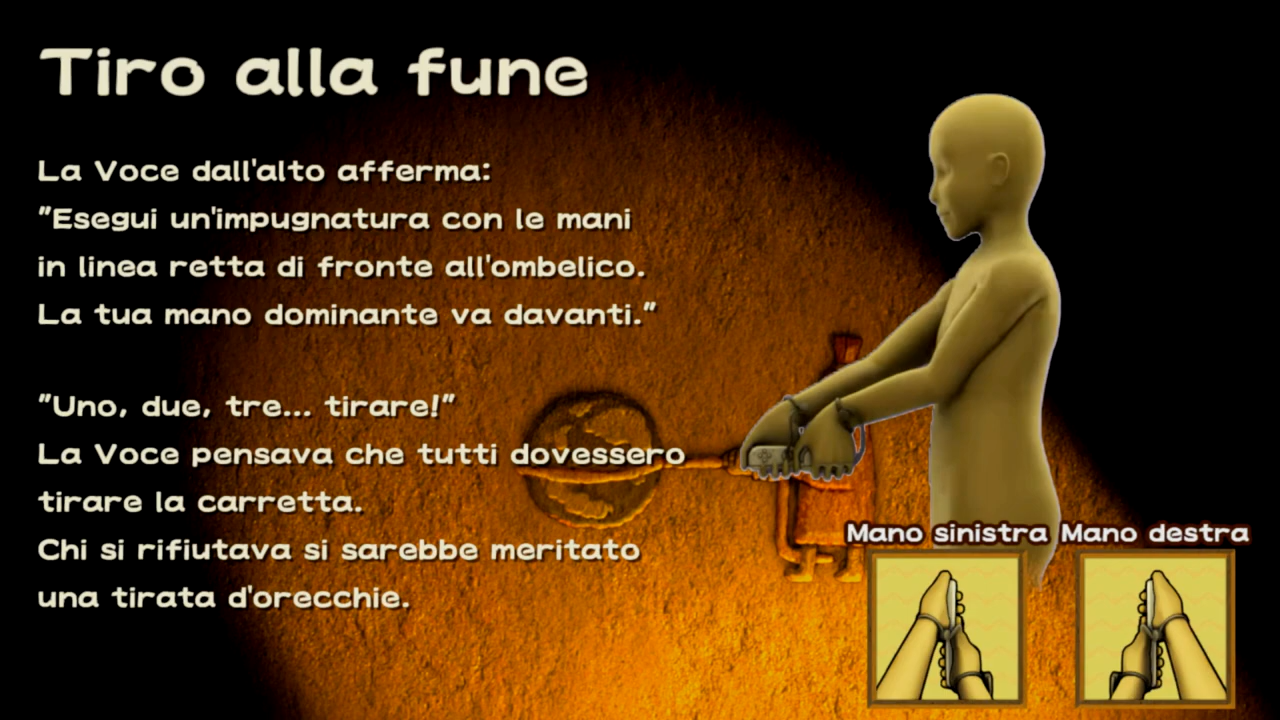 Tiro alla fune
La Voce dall'alto afferma:
"Esegui un'impugnatura con le mani
in linea retta di fronte all'ombelico.
La tua mano dominante va davanti."
"Uno, due, tre... tirare!"
La Voce pensava che tutti dovessero
tirare la carretta.
Chi si rifiutava si sarebbe meritato
una tirata d'orecchie.
Mano sinistra Mano destra